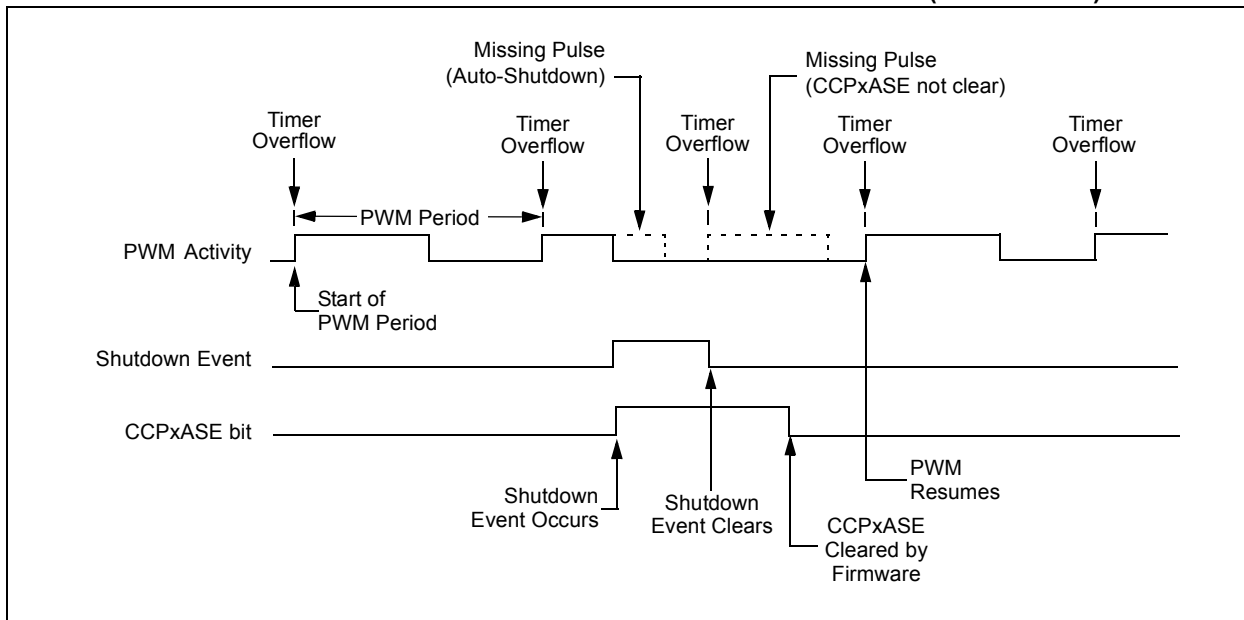 Missing Pulse
(Auto-Shutdown)
Missing Pulse
(CCPxASE not clear)
Timer
Overflow
Timer
Overflow
Timer
Overflow
Timer
Overflow
Timer
Overflow
PWM Period
PWM Activity
Start of
PWM Period
Shutdown Event
CCPxASE bit
Shutdown
Event Occurs
Shutdown
Event Clears
PWM
Resumes
CCPxASE
Cleared by
Firmware